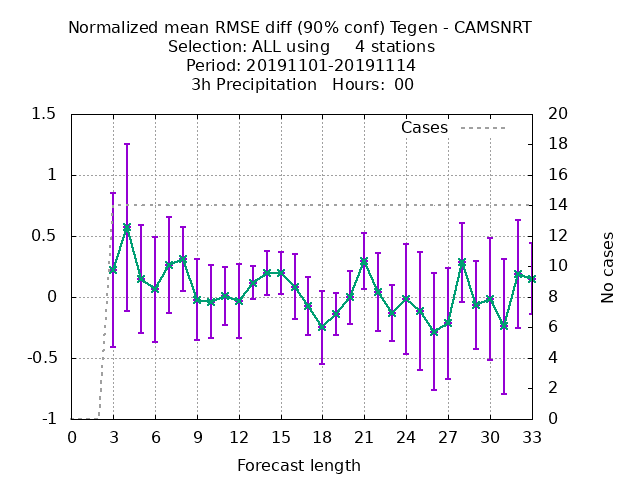 Normalized mean RMSE diff (90% conf) Tegen - CAMSNRT
Selection: ALL using     4 stations
Period: 20191101-20191114
3h Precipitation   Hours:  00
Cases
1.5
1
0.5
0
-0.5
-1
20
18
16
14
12
10
8
6
4
2
0
No cases
0 3 6 9 12 15 18 21 24 27 30 33
Forecast length